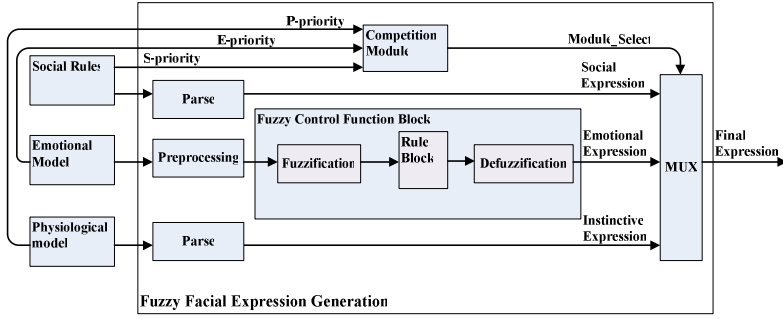 P-priority
E-priority
S-priority
Competition
Module
Module_Select
Social Rules
Parse
Social
Expression
Fuzzy Control Function Block
Emotional
Model
Preprocessing
Fuzzification
Rule
Block
Defuzzification
Emotional
Expression
MUX
Final
Expression
Physiological
model
Parse
Instinctive
Expression
Fuzzy Facial Expression Generation